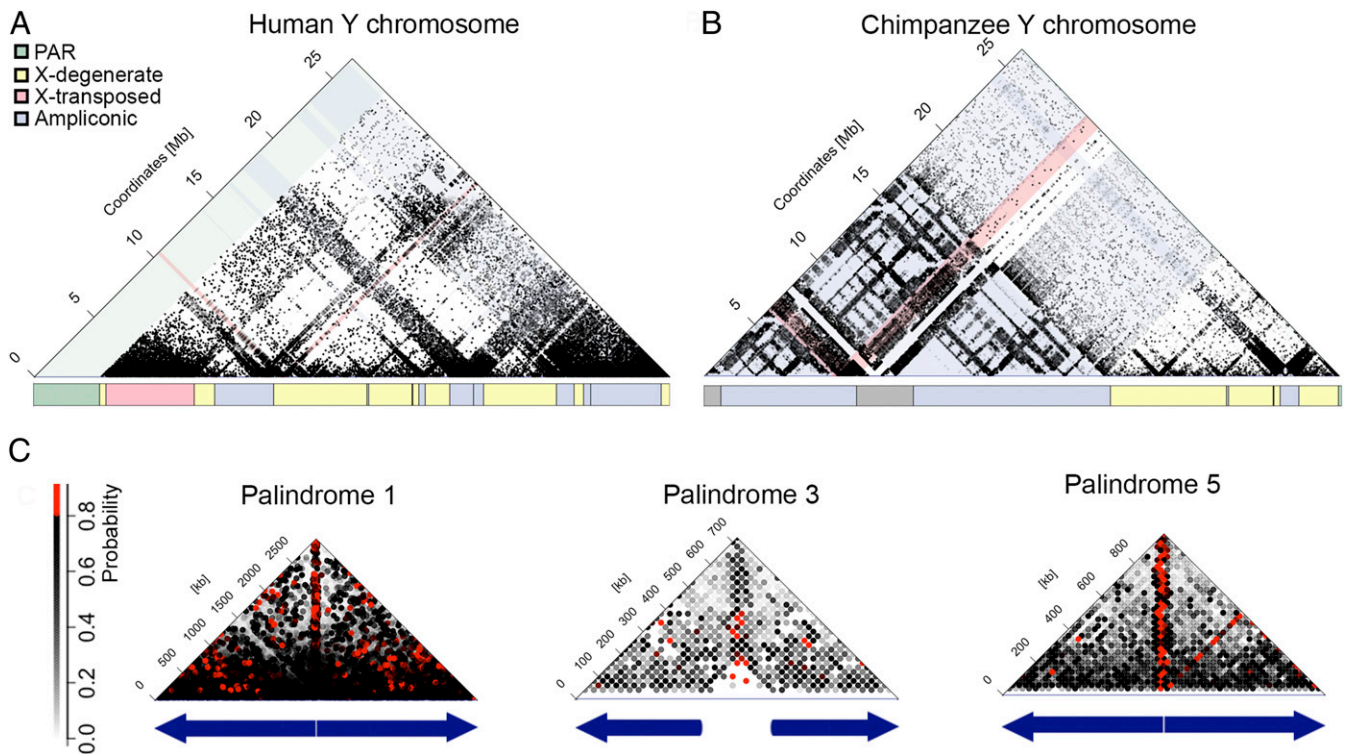 A
Human Y chromosome
PAR
X-degenerate
X-transposed
Ampliconic
Coordinates [Mb]
0
5
10
15
20
25
B
Chimpanzee Y chromosome
Coordinates [Mb]
0
5
10
15
20
25
C
Probability
0.0
0.2
0.4
0.6
0.8
Palindrome 1
[kb]
0
500
1000
1500
2000
2500
Palindrome 3
[kb]
0
100
200
300
400
500
600
700
Palindrome 5
[kb]
0
200
400
600
800